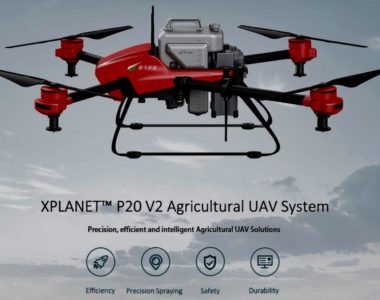 XPLANET™ P20 V2 Agricultural UAV System
Precision, efficient and intelligent Agricultural UAV Solutions
Efficiency Precision Spraying Safety Durability